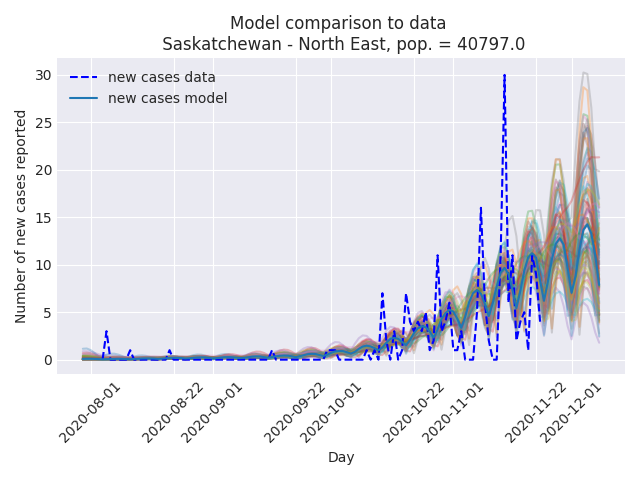 Model comparison to data
Saskatchewan - North East, pop. = 40797.0
new cases data
new cases model
Number of new cases reported
30
25
20
15
10
5
0
2020-08-01
2020-08-22
2020-09-01
2020-09-22
2020-10-01
2020-10-22
2020-11-01
2020-11-22
2020-12-01
Day